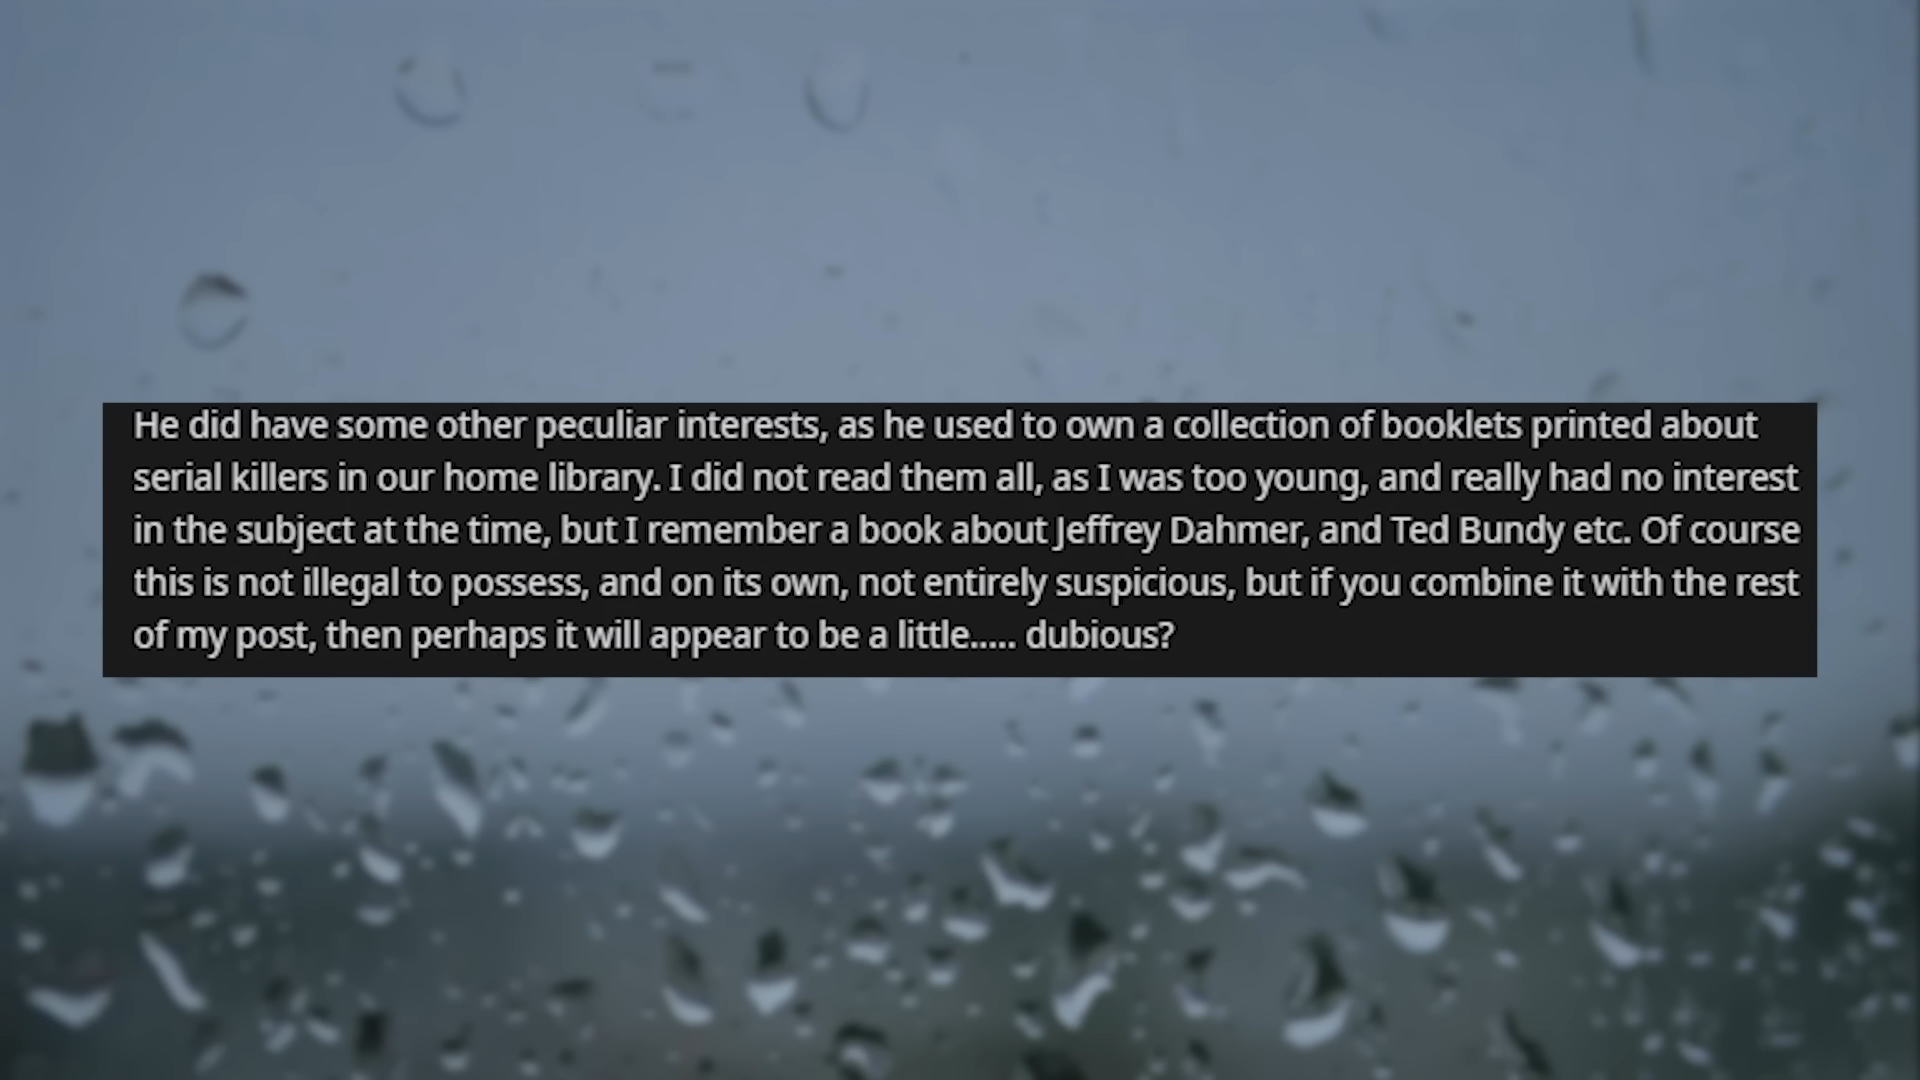 He did have some other peculiar interests, as he used to own a collection of booklets printed about
serial killers in our home library. I did not read them all, as I was too young, and really had no interest
in the subject at the time, but I remember a book about Jeffrey Dahmer, and Ted Bundy etc. Of course
this is not illegal to possess, and on its own, not entirely suspicious, but if you combine it with the rest
of my post, then perhaps it will appear to be a little..... dubious?